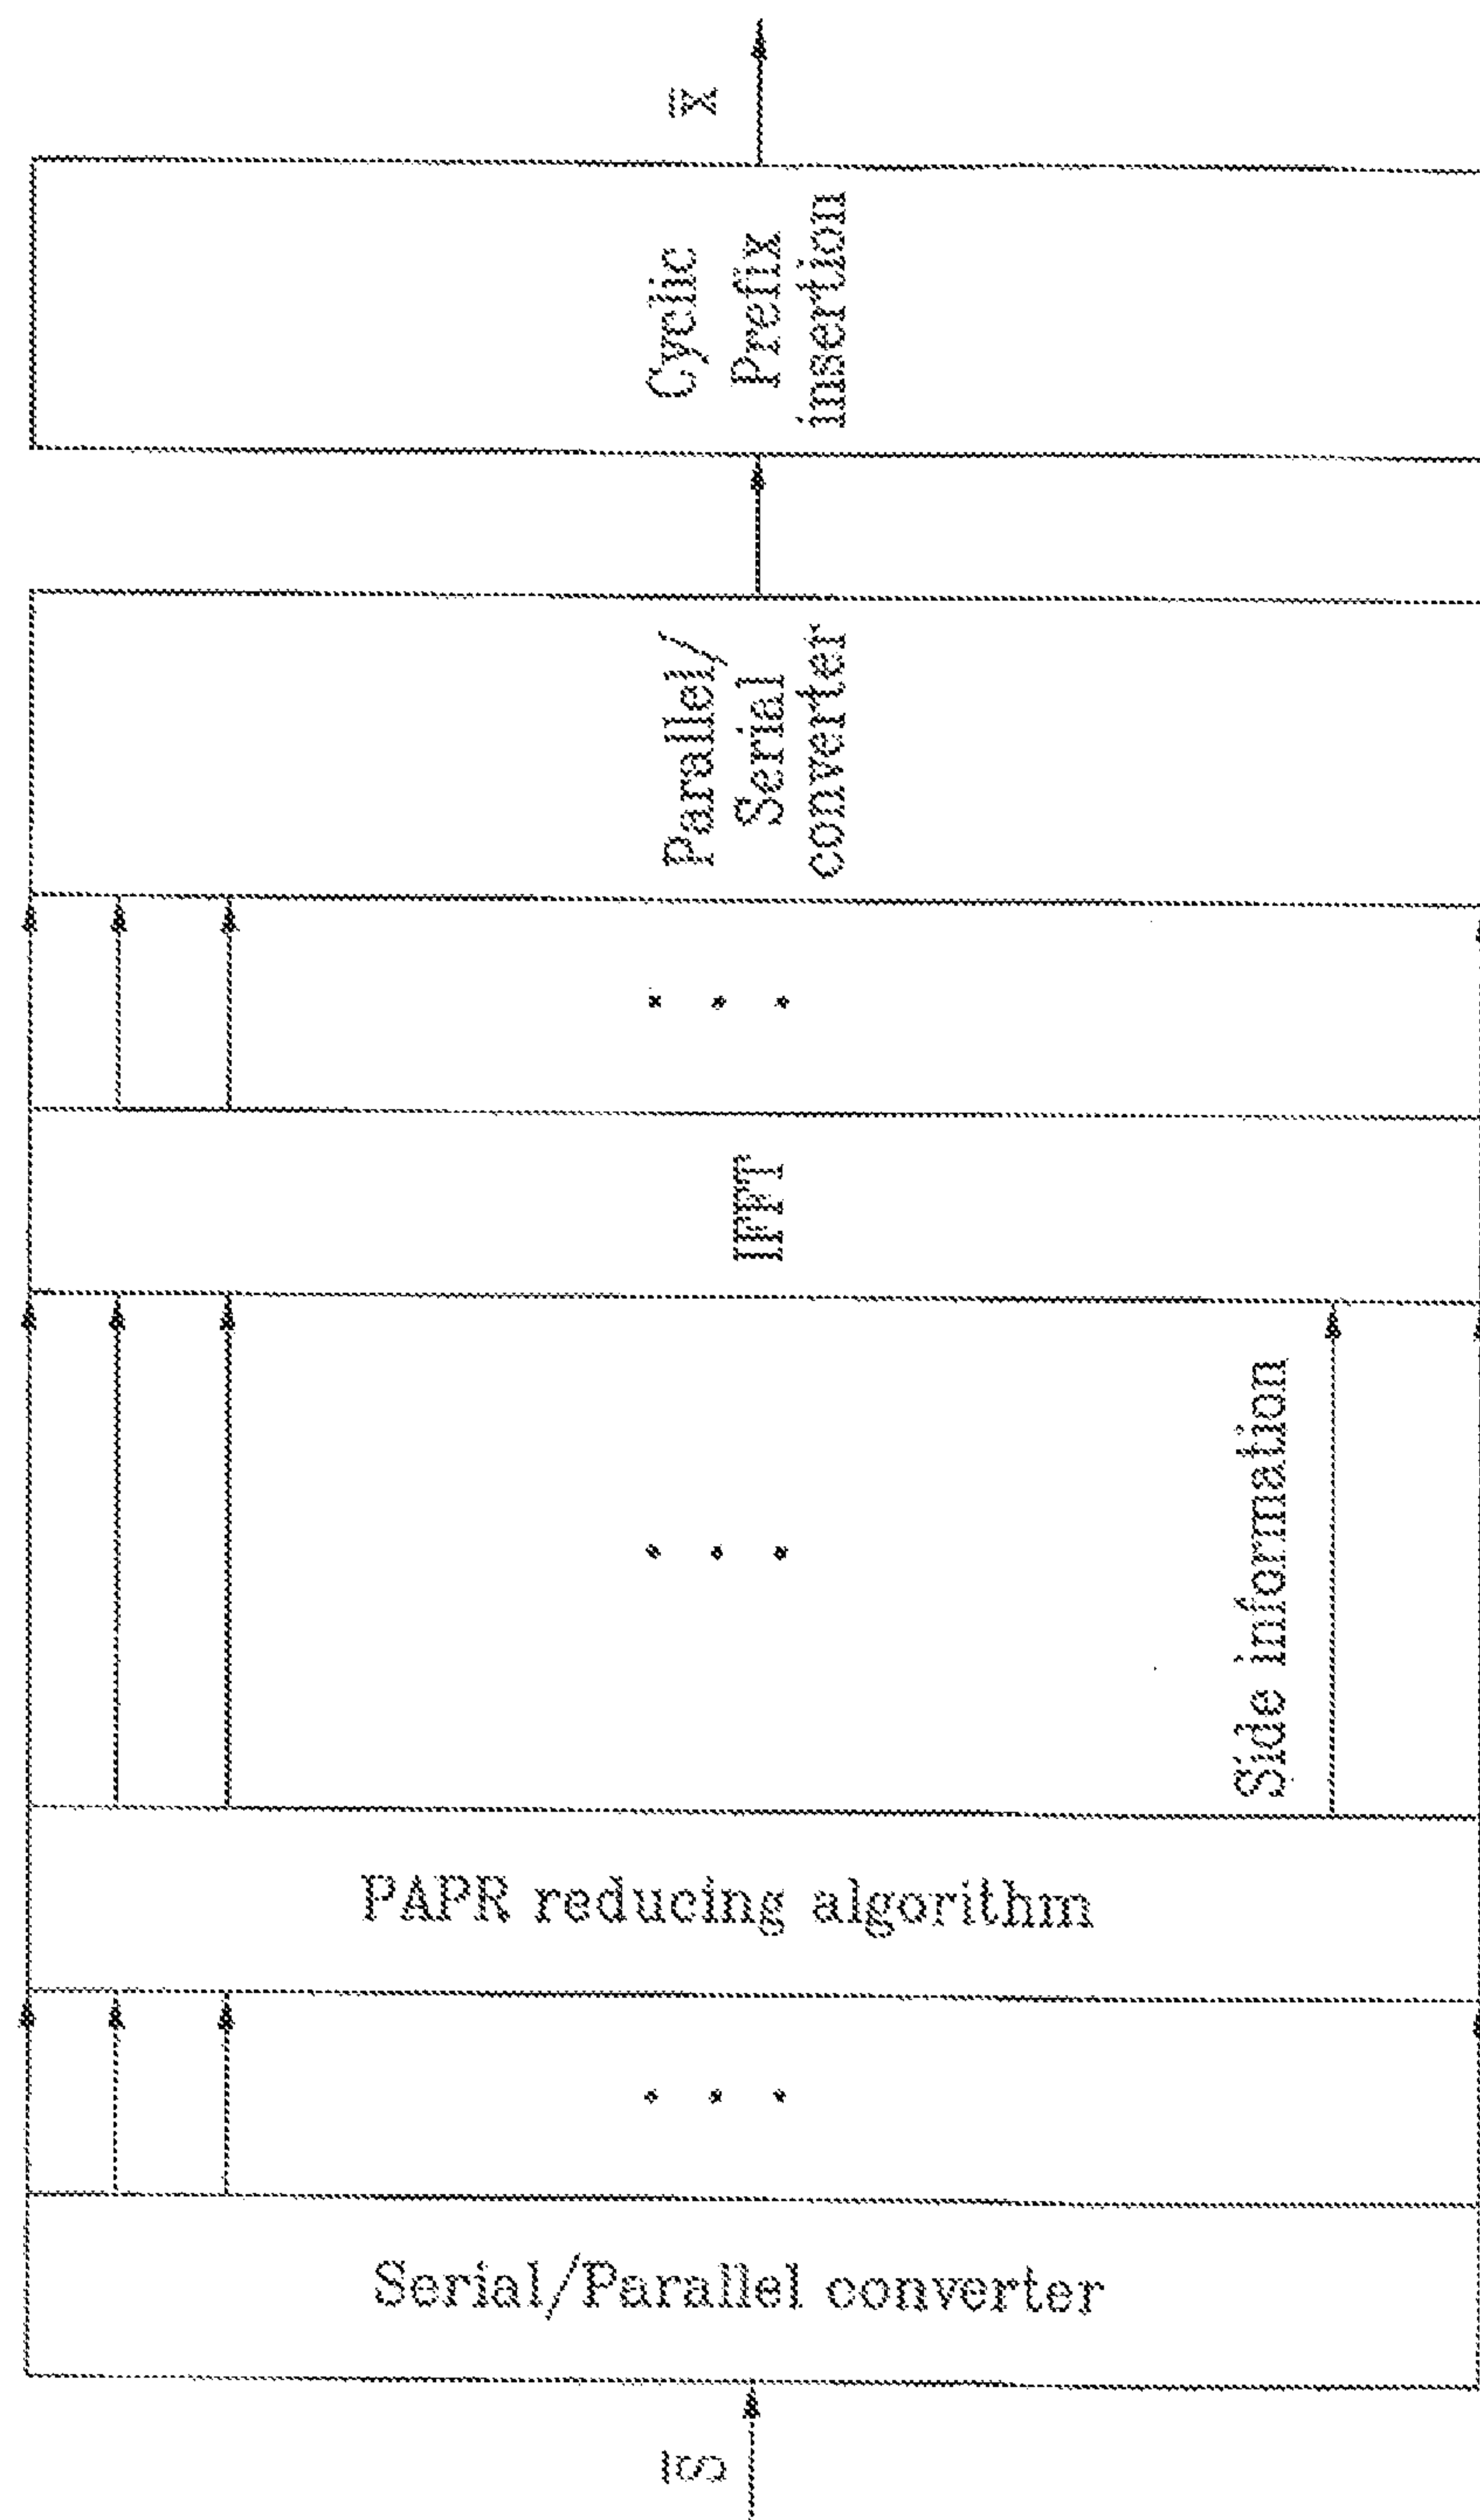 S̅
Serial/Parallel converter
PAPR reducing algorithm
Side information
IFFT
Parallel/
Serial
converter
Cyclic
Prefix
insertion
x̅